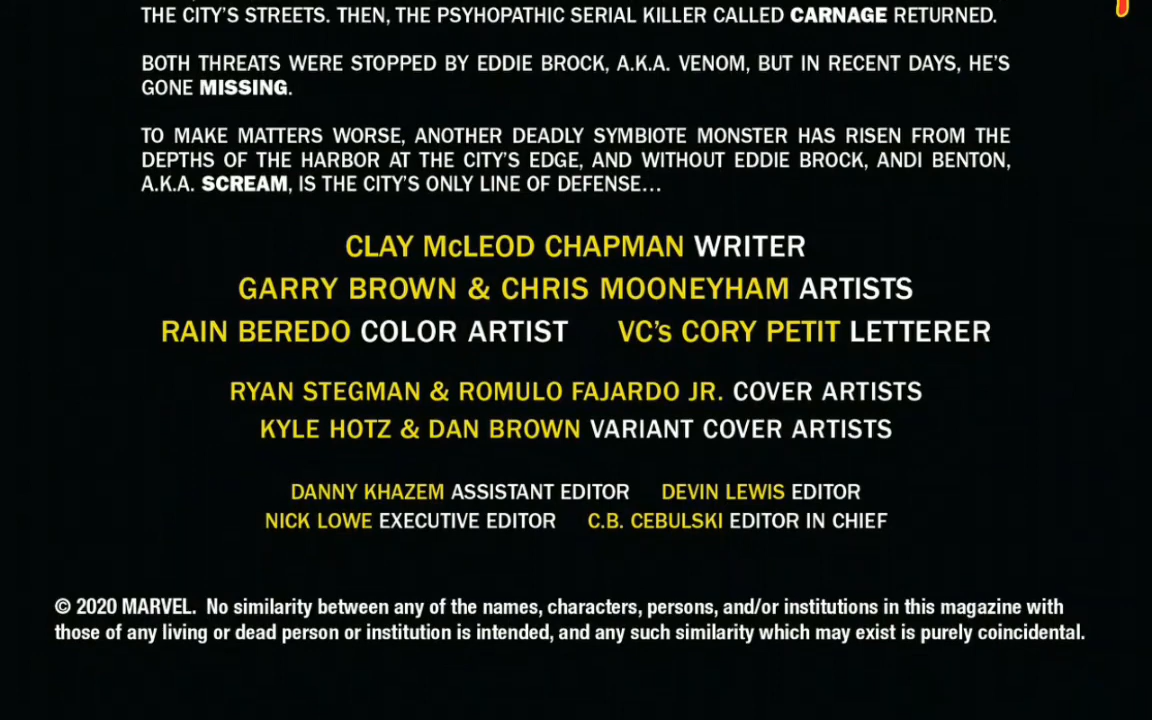 THE CITY'S STREETS. THEN, THE PSYHOPATHIC SERIAL KILLER CALLED CARNAGE RETURNED.
BOTH THREATS WERE STOPPED BY EDDIE BROCK, A.K.A. VENOM, BUT IN RECENT DAYS, HE'S
GONE MISSING.
TO MAKE MATTERS WORSE, ANOTHER DEADLY SYMBIOTE MONSTER HAS RISEN FROM THE
DEPTHS OF THE HARBOR AT THE CITY'S EDGE, AND WITHOUT EDDIE BROCK, ANDI BENTON,
A.K.A. SCREAM, IS THE CITY'S ONLY LINE OF DEFENSE...
CLAY McLEOD CHAPMAN WRITER
GARRY BROWN & CHRIS MOONEYHAM ARTISTS
RAIN BEREDO COLOR ARTIST VC's CORY PETIT LETTERER
RYAN STEGMAN & ROMULO FAJARDO JR. COVER ARTISTS
KYLE HOTZ & DAN BROWN VARIANT COVER ARTISTS
DANNY KHAZEM ASSISTANT EDITOR DEVIN LEWIS EDITOR
NICK LOWE EXECUTIVE EDITOR C.B. CEBULSKI EDITOR IN CHIEF
© 2020 MARVEL. No similarity between any of the names, characters, persons, and/or institutions in this magazine with
those of any living or dead person or institution is intended, and any such similarity which may exist is purely coincidental.